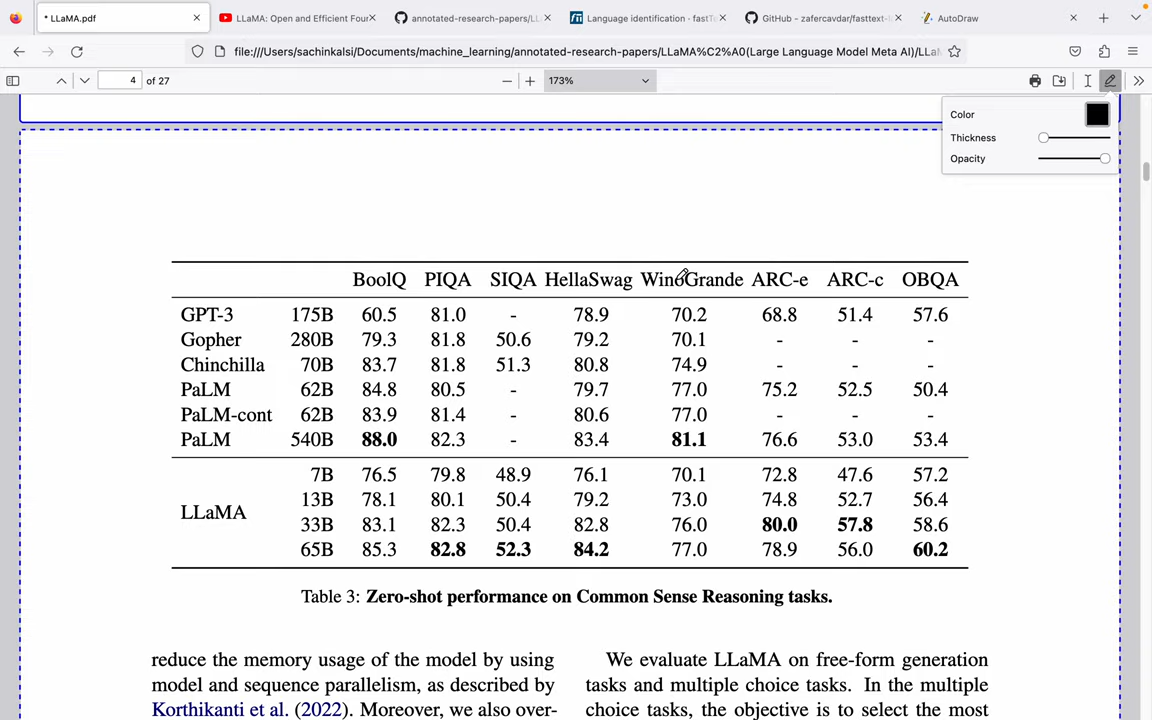 * LLaMA.pdf
LLaMA: Open and Efficient Four
annotated-research-papers/LL
Language identification · fastTe
GitHub - zafercavdar/fasttext-l
AutoDraw
file:///Users/sachinkalsi/Documents/machine_learning/annotated-research-papers/LLaMA%C2%A0(Large Language Model Meta AI)/LLaM
4 of 27
173%
Color
Thickness
Opacity
BoolQ PIQA SIQA HellaSwag WinoGrande ARC-e ARC-c OBQA
GPT-3 175B 60.5 81.0 - 78.9 70.2 68.8 51.4 57.6
Gopher 280B 79.3 81.8 50.6 79.2 70.1 - - -
Chinchilla 70B 83.7 81.8 51.3 80.8 74.9 - - -
PaLM 62B 84.8 80.5 - 79.7 77.0 75.2 52.5 50.4
PaLM-cont 62B 83.9 81.4 - 80.6 77.0 - - -
PaLM 540B 88.0 82.3 - 83.4 81.1 76.6 53.0 53.4
LLaMA
7B 76.5 79.8 48.9 76.1 70.1 72.8 47.6 57.2
13B 78.1 80.1 50.4 79.2 73.0 74.8 52.7 56.4
33B 83.1 82.3 50.4 82.8 76.0 80.0 57.8 58.6
65B 85.3 82.8 52.3 84.2 77.0 78.9 56.0 60.2
Table 3: Zero-shot performance on Common Sense Reasoning tasks.
reduce the memory usage of the model by using
model and sequence parallelism, as described by
Korthikanti et al. (2022). Moreover, we also over-
We evaluate LLaMA on free-form generation
tasks and multiple choice tasks. In the multiple
choice tasks, the objective is to select the most